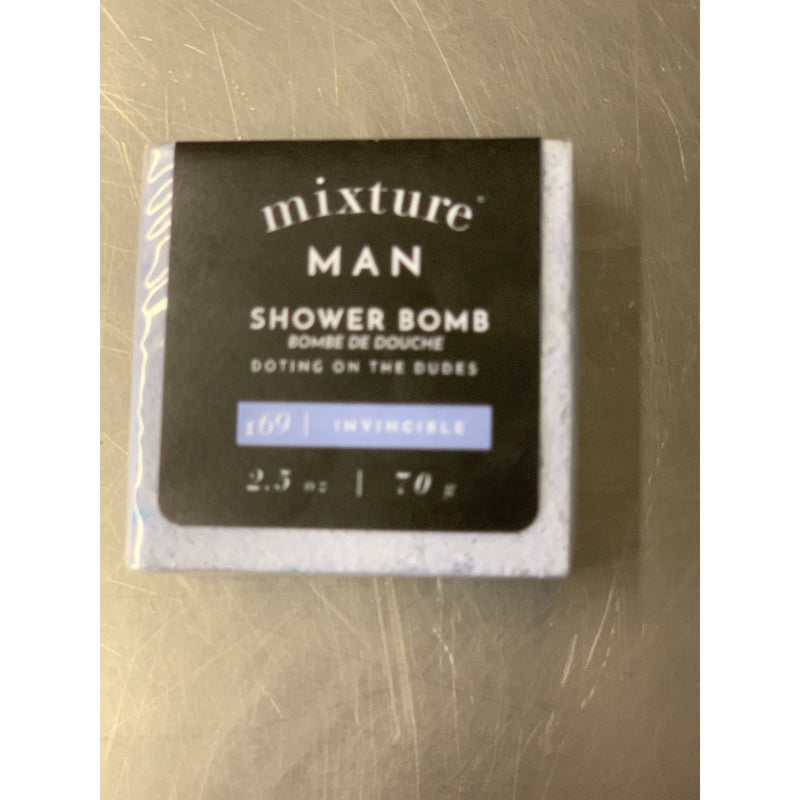 mixture
MAN
SHOWER BOMB
BOMBE DE DOUCHE
DOTING ON THE DUDES
169 | INVINCIBLE
2.5 oz | 70 g